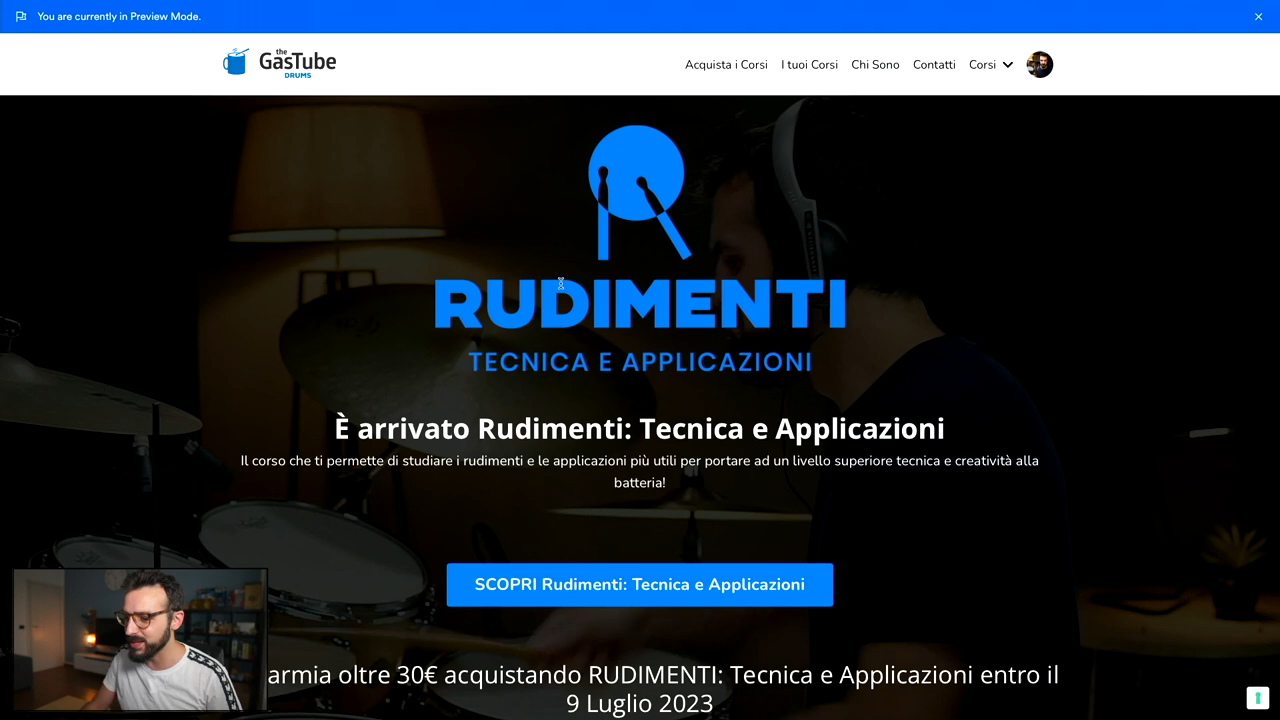 You are currently in Preview Mode.
the
GasTube
DRUMS
Acquista i Corsi I tuoi Corsi Chi Sono Contatti Corsi
RUDIMENTI
TECNICA E APPLICAZIONI
È arrivato Rudimenti: Tecnica e Applicazioni
Il corso che ti permette di studiare i rudimenti e le applicazioni più utili per portare ad un livello superiore tecnica e creatività alla
batteria!
SCOPRI Rudimenti: Tecnica e Applicazioni
armia oltre 30€ acquistando RUDIMENTI: Tecnica e Applicazioni entro il
9 Luglio 2023